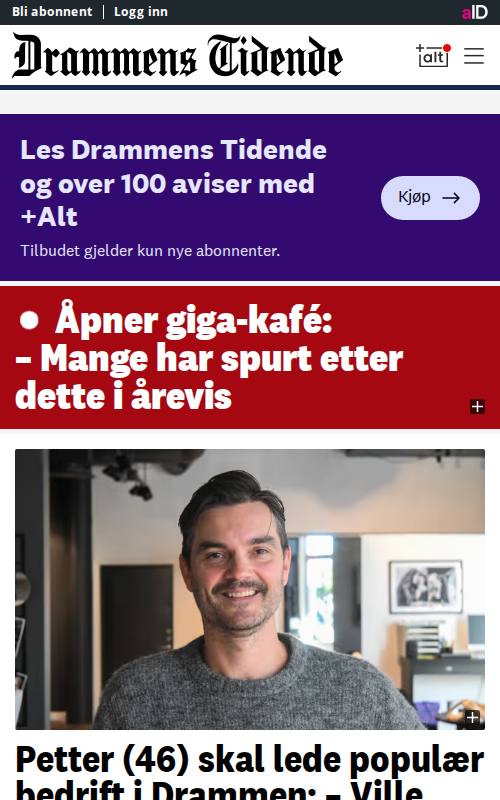 Bli abonnent | Logg inn
aID
Drammens Tidende
+alt
Les Drammens Tidende
og over 100 aviser med
+Alt
Kjøp →
Tilbudet gjelder kun nye abonnenter.
Åpner giga-kafé:
– Mange har spurt etter
dette i årevis
+
+
Petter (46) skal lede populær
bedrift i Drammen: – Ville